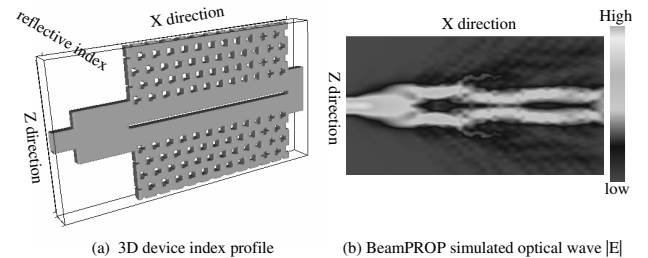 X direction
reflective index
Z direction
(a) 3D device index profile
X direction
High
Z direction
low
(b) BeamPROP simulated optical wave |E|